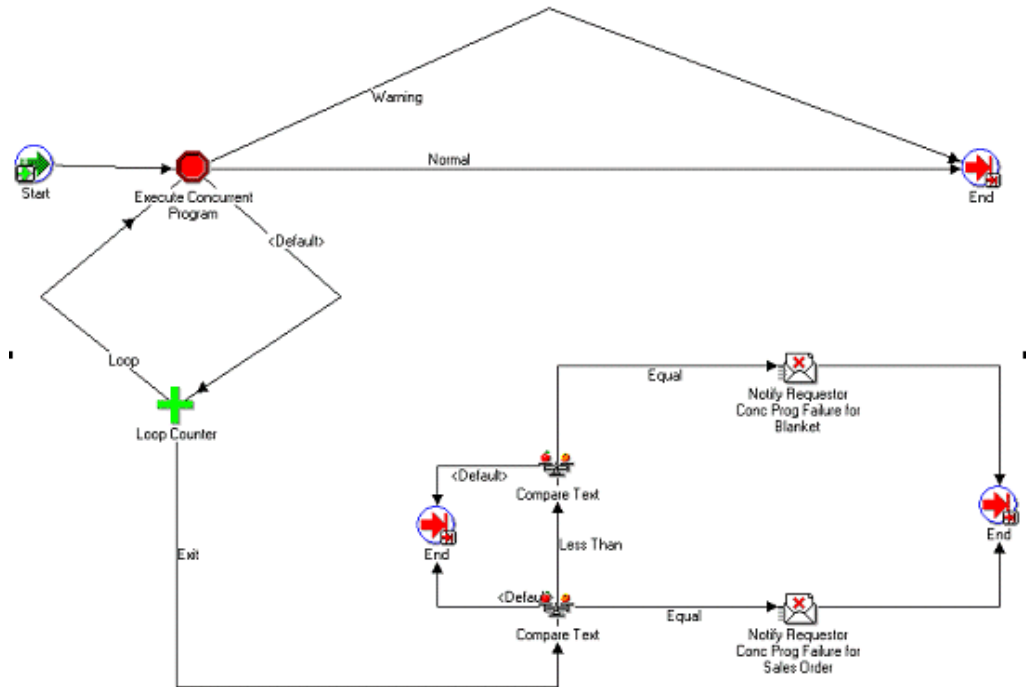 Warning
Normal
Start
Execute Concurrent
Program
End
<Default>
Loop
Loop Counter
Equal
Notify Requestor
Conc Prog Failure for
Blanket
<Default>
Compare Text
End
Less Than
End
Exit
<Default>
Compare Text
Equal
Notify Requestor
Conc Prog Failure for
Sales Order